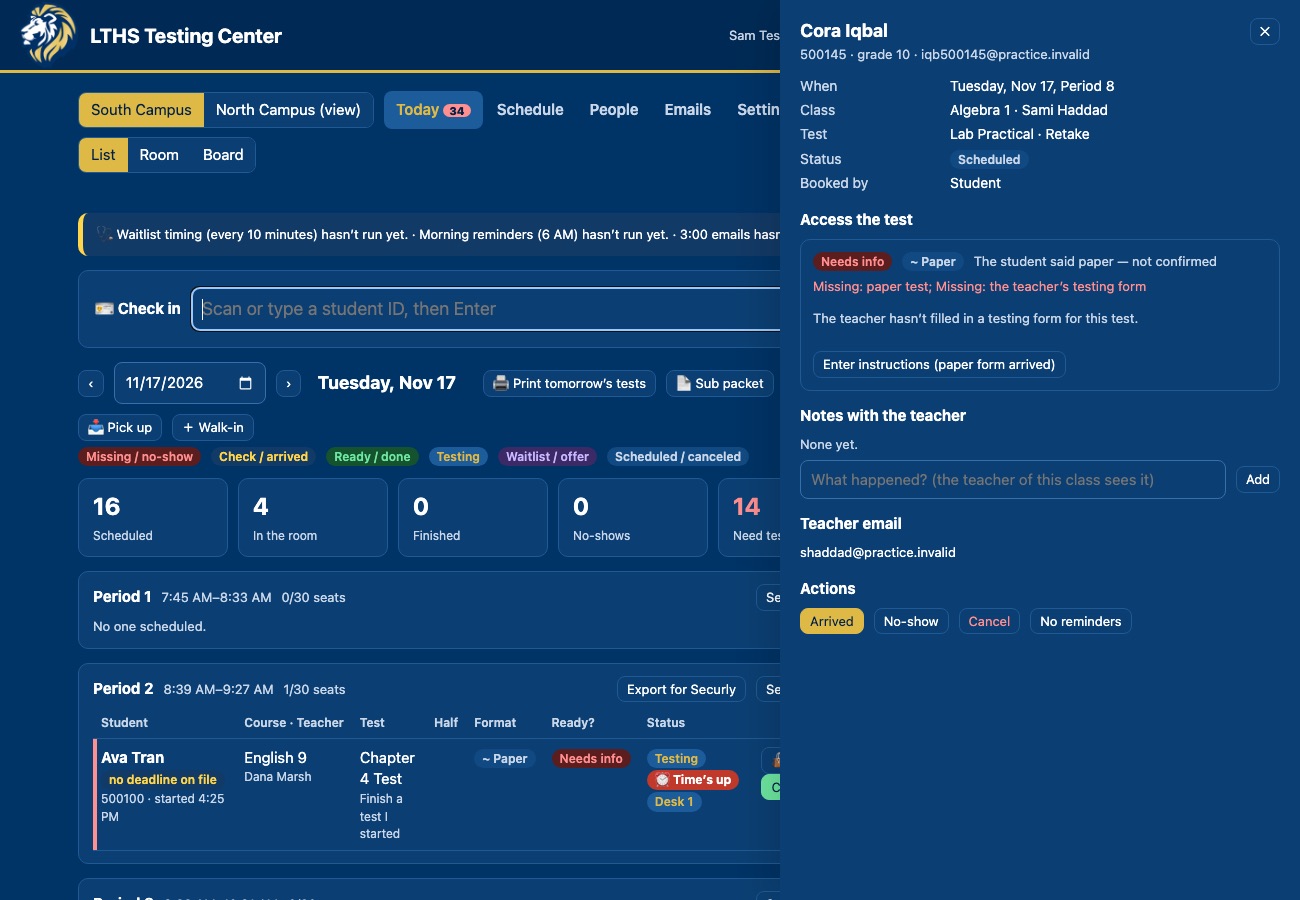 LTHS Testing Center
Sam Tes
South Campus
North Campus (view)
Today 34
Schedule
People
Emails
Settin
List
Room
Board
Waitlist timing (every 10 minutes) hasn’t run yet. · Morning reminders (6 AM) hasn’t run yet. · 3:00 emails hasn
Check in
Scan or type a student ID, then Enter
‹
11/17/2026
›
Tuesday, Nov 17
Print tomorrow’s tests
Sub packet
Pick up
+ Walk-in
Missing / no-show
Check / arrived
Ready / done
Testing
Waitlist / offer
Scheduled / canceled
16
Scheduled
4
In the room
0
Finished
0
No-shows
14
Need tes
Period 1 7:45 AM–8:33 AM 0/30 seats
Se
No one scheduled.
Period 2 8:39 AM–9:27 AM 1/30 seats
Export for Securly
Se
Student
Course · Teacher
Test
Half
Format
Ready?
Status
Ava Tran
no deadline on file
500100 · started 4:25
PM
English 9
Dana Marsh
Chapter
4 Test
Finish a
test I
started
~ Paper
Needs info
Testing
Time’s up
Desk 1
C
Cora Iqbal
✕
500145 · grade 10 · iqb500145@practice.invalid
When Tuesday, Nov 17, Period 8
Class Algebra 1 · Sami Haddad
Test Lab Practical · Retake
Status Scheduled
Booked by Student
Access the test
Needs info ~ Paper The student said paper — not confirmed
Missing: paper test; Missing: the teacher’s testing form
The teacher hasn’t filled in a testing form for this test.
Enter instructions (paper form arrived)
Notes with the teacher
None yet.
What happened? (the teacher of this class sees it)
Add
Teacher email
shaddad@practice.invalid
Actions
Arrived
No-show
Cancel
No reminders